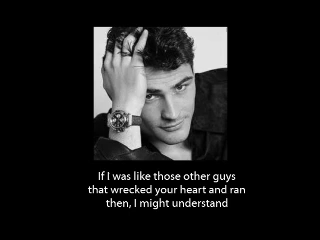 If I was like those other guys
that wrecked your heart and ran
then, I might understand